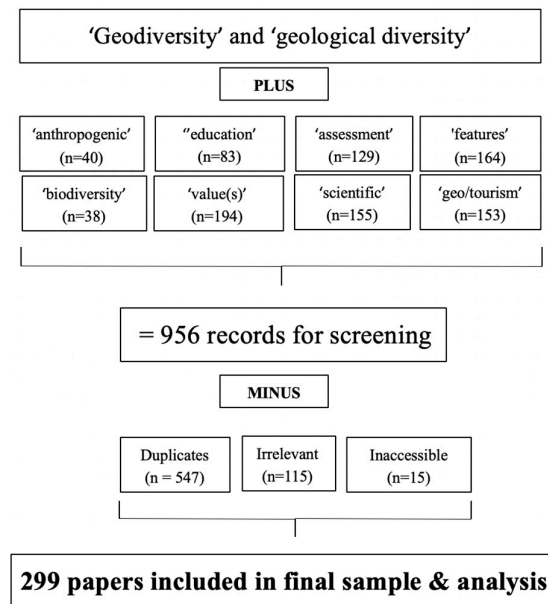 ‘Geodiversity’ and ‘geological diversity’
PLUS
‘anthropogenic’
(n=40)
‘’education’
(n=83)
‘assessment’
(n=129)
'features’
(n=164)
‘biodiversity’
(n=38)
‘value(s)’
(n=194)
‘scientific’
(n=155)
‘geo/tourism’
(n=153)
= 956 records for screening
MINUS
Duplicates
(n = 547)
Irrelevant
(n=115)
Inaccessible
(n=15)
299 papers included in final sample & analysis